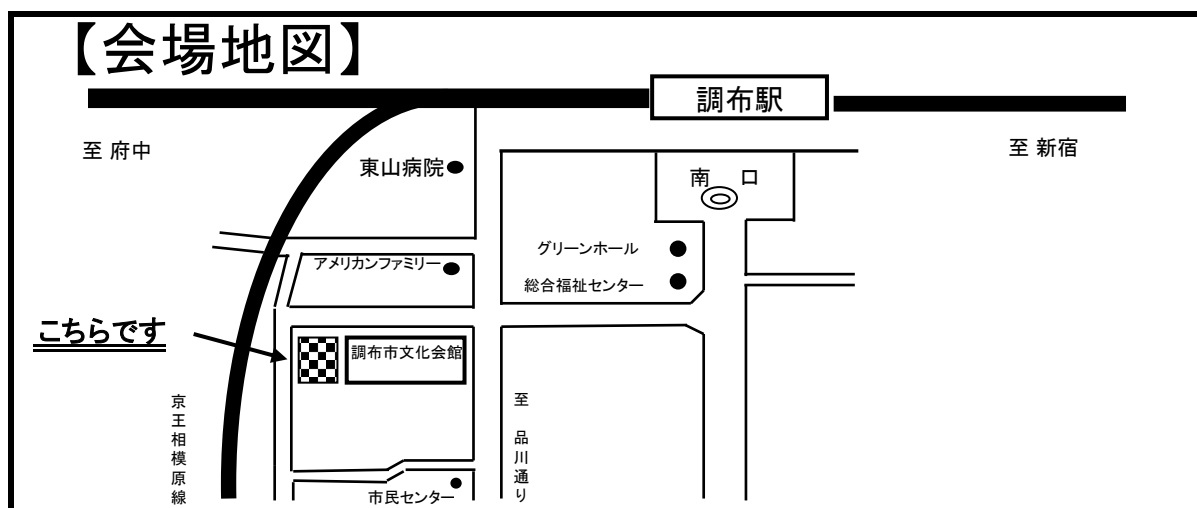 【会場地図】
調布駅
至 府中
至 新宿
東山病院
南 口
グリーンホール
アメリカンファミリー
総合福祉センター
こちらです
調布市文化会館
京王相模原線
至 品川通り
市民センター